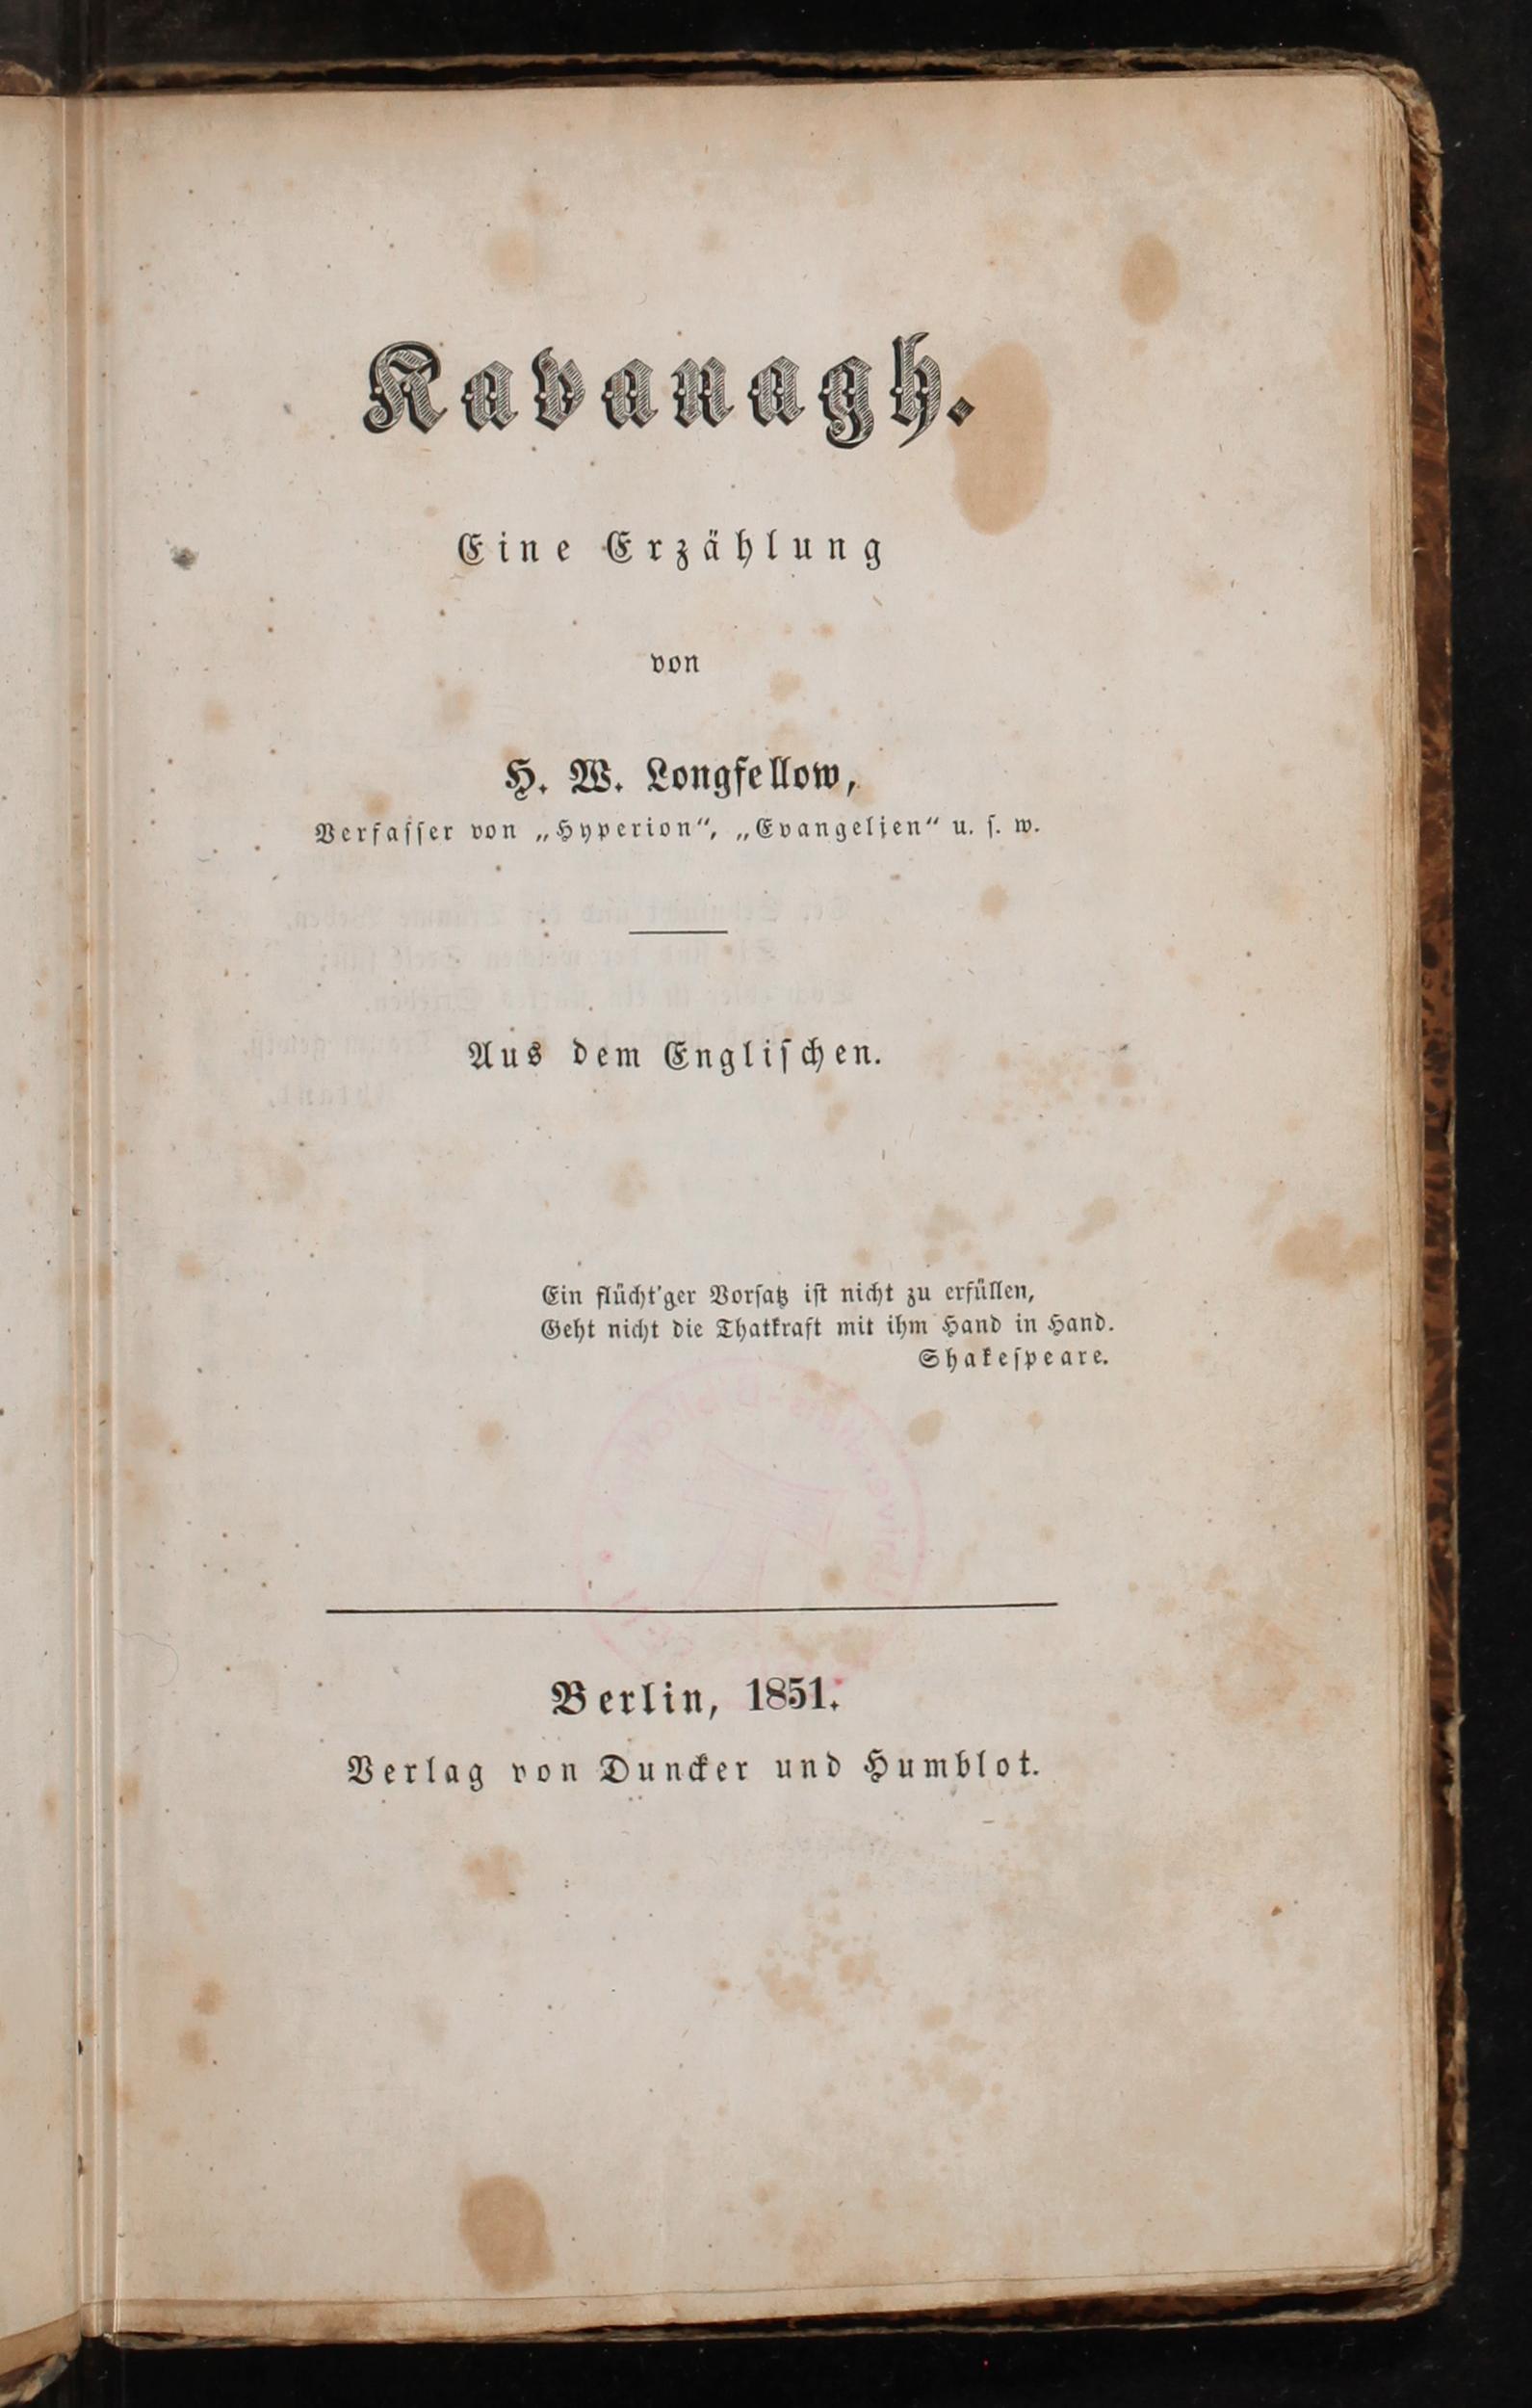 Kavanagh.
Eine Erzählung
von
H. W. Longfellow,
Verfasser von „Hyperion“, „Evangelien“ u. ſ. w.
Aus dem Engliſchen.
Ein flücht'ger Vorſatz iſt nicht zu erfüllen,
Geht nicht die Thatkraft mit ihm Hand in Hand.
Shakeſpeare.
Berlin, 1851.
Verlag von Duncker und Humblot.